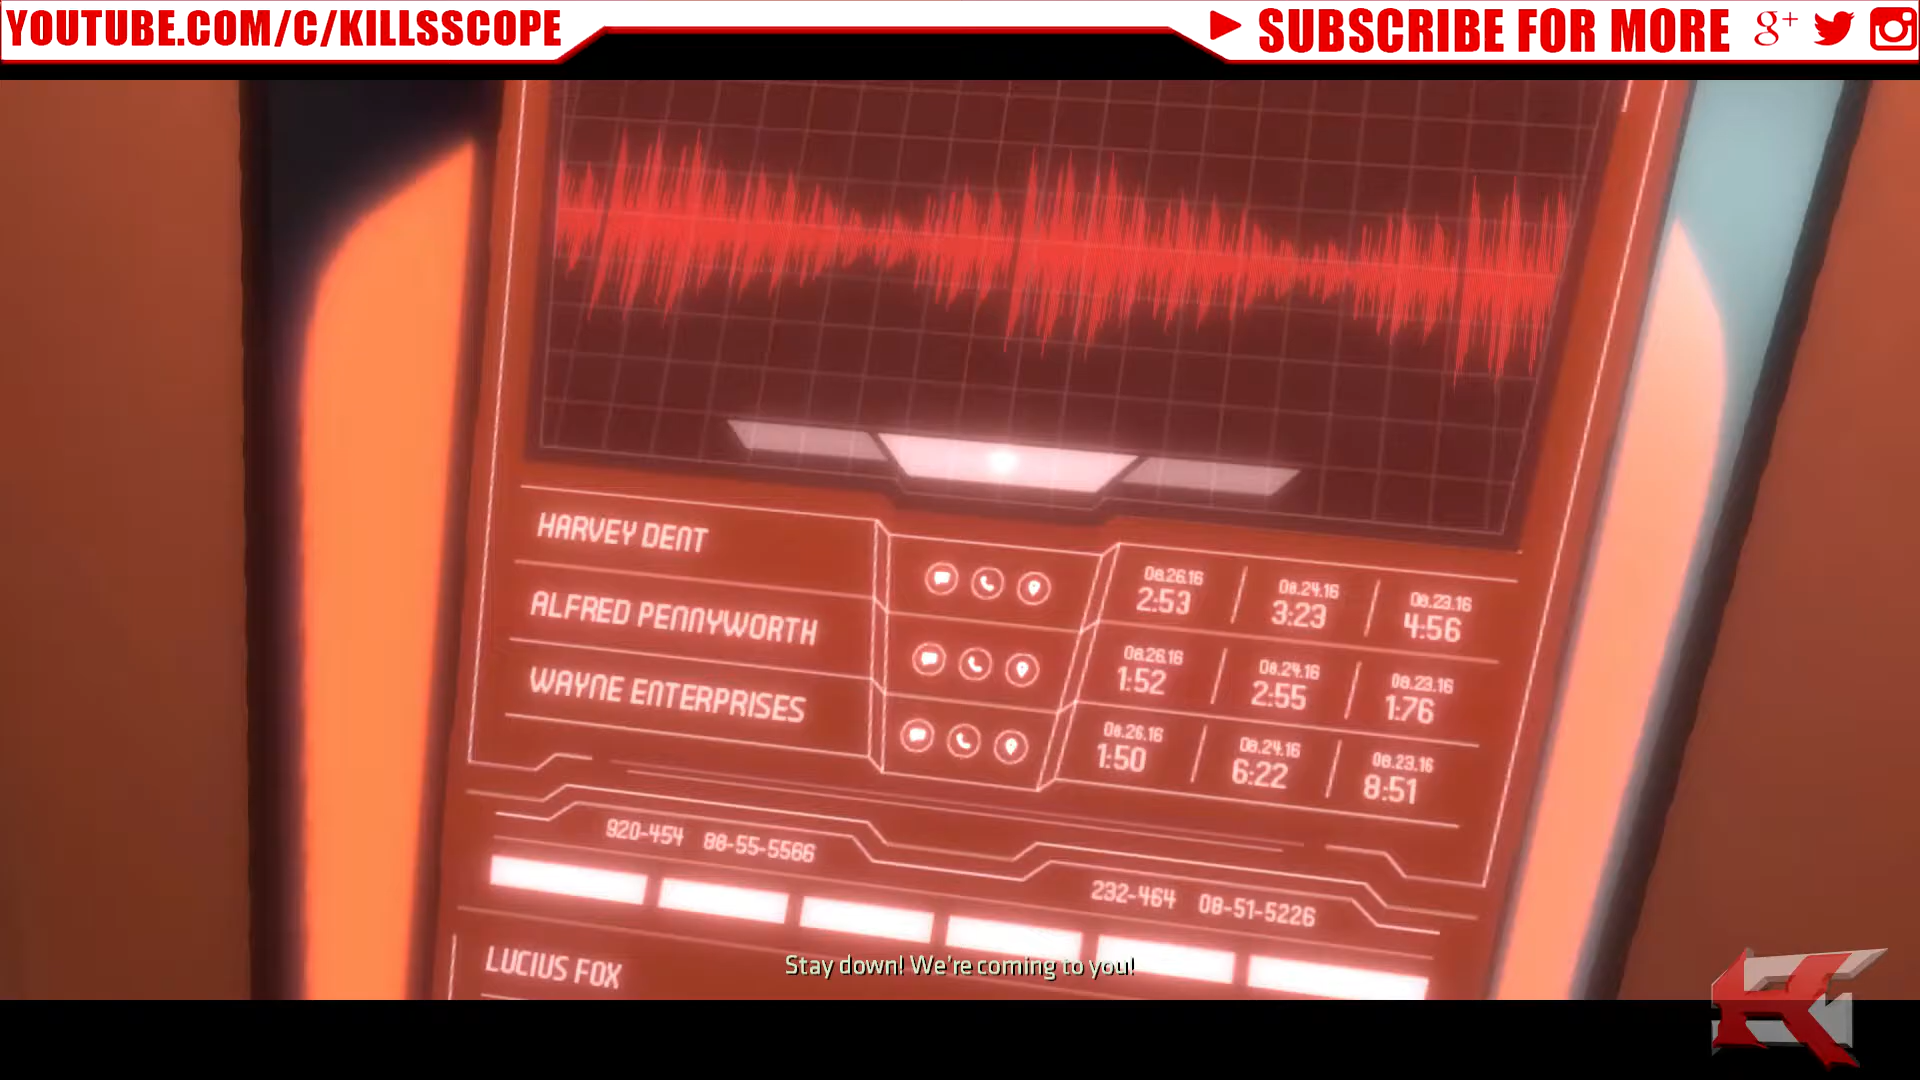 YOUTUBE.COM/C/KILLSSCOPE
SUBSCRIBE FOR MORE
g+
HARVEY DENT
08.26.16 08.24.16 08.23.16
2:53 3:23 4:56
ALFRED PENNYWORTH
08.26.16 08.24.16 08.23.16
1:52 2:55 1:76
WAYNE ENTERPRISES
08.26.16 08.24.16 08.23.16
1:50 6:22 8:51
920-454 88-55-5566
232-464 08-51-5226
LUCIUS FOX
Stay down! We're coming to you!